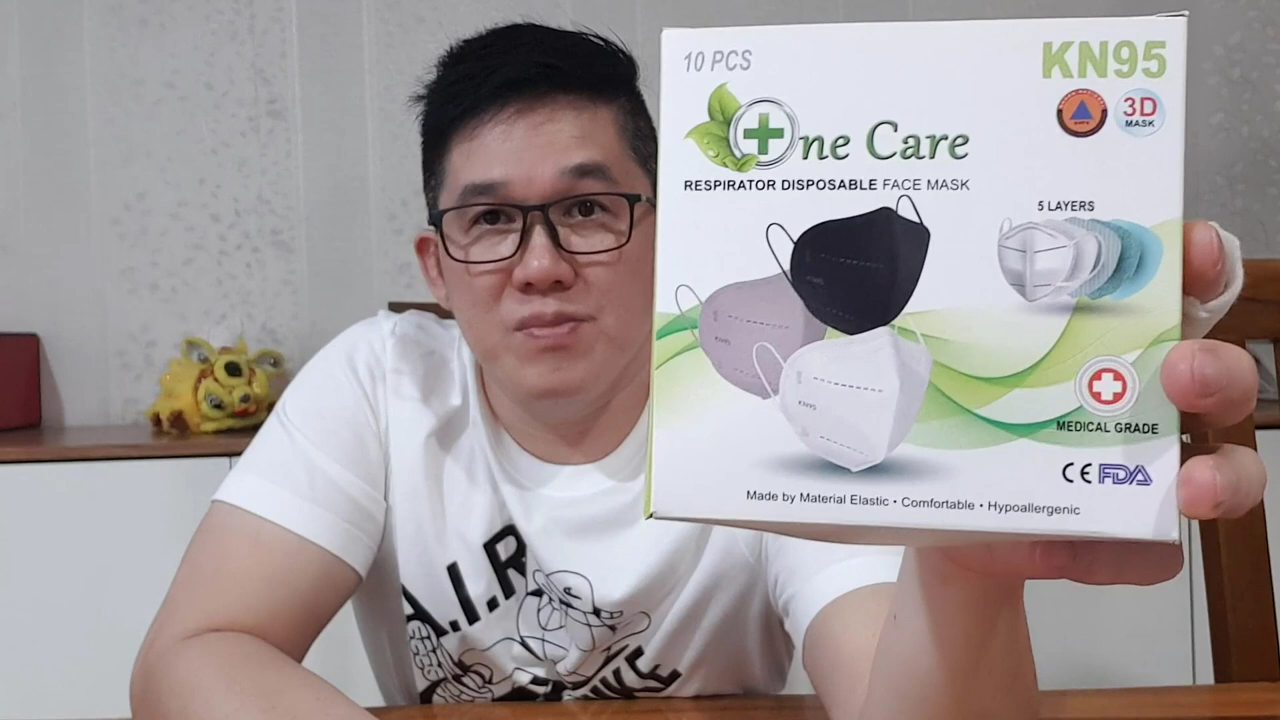 10 PCS
KN95
3D
MASK
One Care
RESPIRATOR DISPOSABLE FACE MASK
5 LAYERS
KN95
KN95
MEDICAL GRADE
CE FDA
Made by Material Elastic • Comfortable • Hypoallergenic
A.I.R